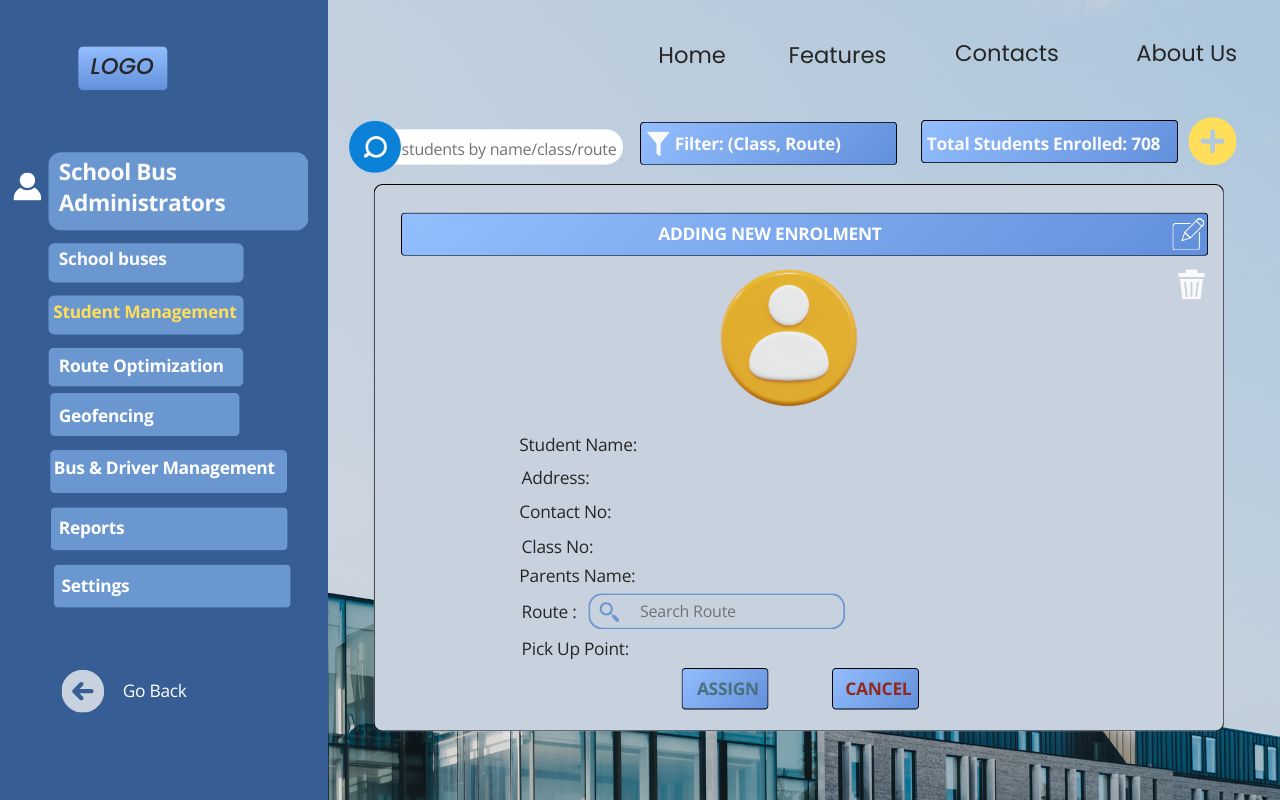 LOGO
Home
Features
Contacts
About Us
students by name/class/route
Filter: (Class, Route)
Total Students Enrolled: 708
School Bus
Administrators
School buses
Student Management
Route Optimization
Geofencing
Bus & Driver Management
Reports
Settings
Go Back
ADDING NEW ENROLMENT
Student Name:
Address:
Contact No:
Class No:
Parents Name:
Route :
Search Route
Pick Up Point:
ASSIGN
CANCEL